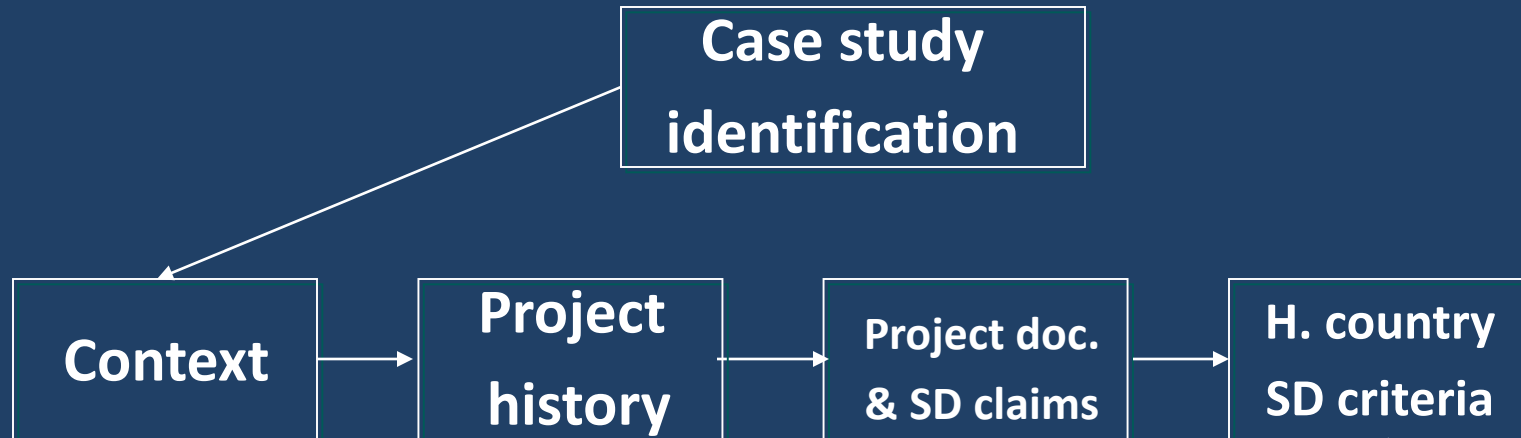 Case study
identification
Context
Project
history
Project doc.
& SD claims
H. country
SD criteria